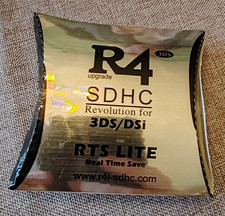 R4 3DS
upgrade
SDHC
Revolution for
3DS/DSi
RTS LITE
Real Time Save
www.r4i-sdhc.com